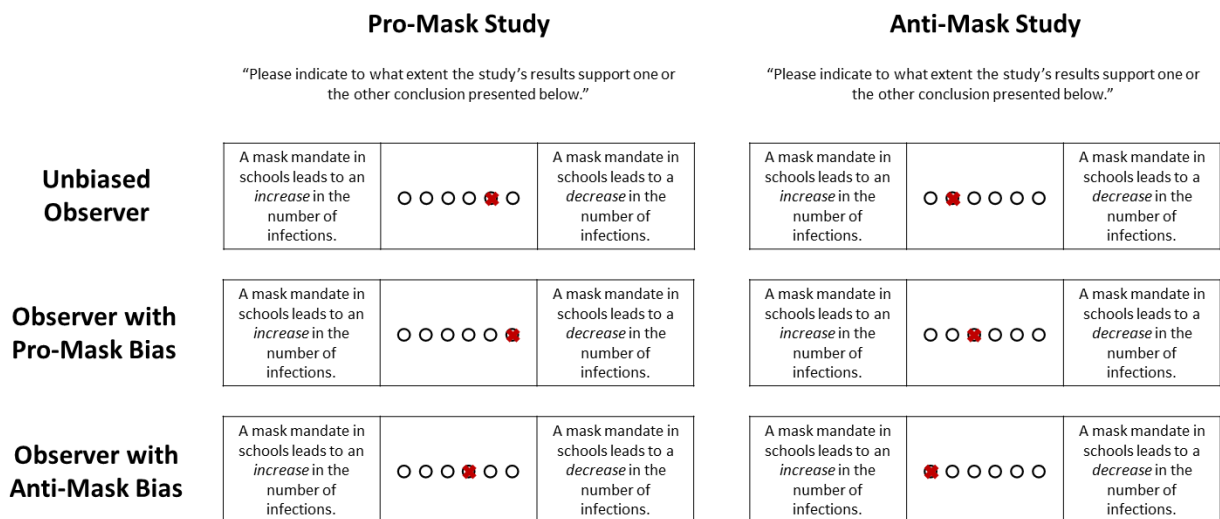 Pro-Mask Study
Anti-Mask Study
“Please indicate to what extent the study’s results support one or
the other conclusion presented below.”
“Please indicate to what extent the study’s results support one or
the other conclusion presented below.”
Unbiased
Observer
A mask mandate in
schools leads to an
increase in the
number of
infections.
A mask mandate in
schools leads to a
decrease in the
number of
infections.
A mask mandate in
schools leads to an
increase in the
number of
infections.
A mask mandate in
schools leads to a
decrease in the
number of
infections.
Observer with
Pro-Mask Bias
A mask mandate in
schools leads to an
increase in the
number of
infections.
A mask mandate in
schools leads to a
decrease in the
number of
infections.
A mask mandate in
schools leads to an
increase in the
number of
infections.
A mask mandate in
schools leads to a
decrease in the
number of
infections.
Observer with
Anti-Mask Bias
A mask mandate in
schools leads to an
increase in the
number of
infections.
A mask mandate in
schools leads to a
decrease in the
number of
infections.
A mask mandate in
schools leads to an
increase in the
number of
infections.
A mask mandate in
schools leads to a
decrease in the
number of
infections.